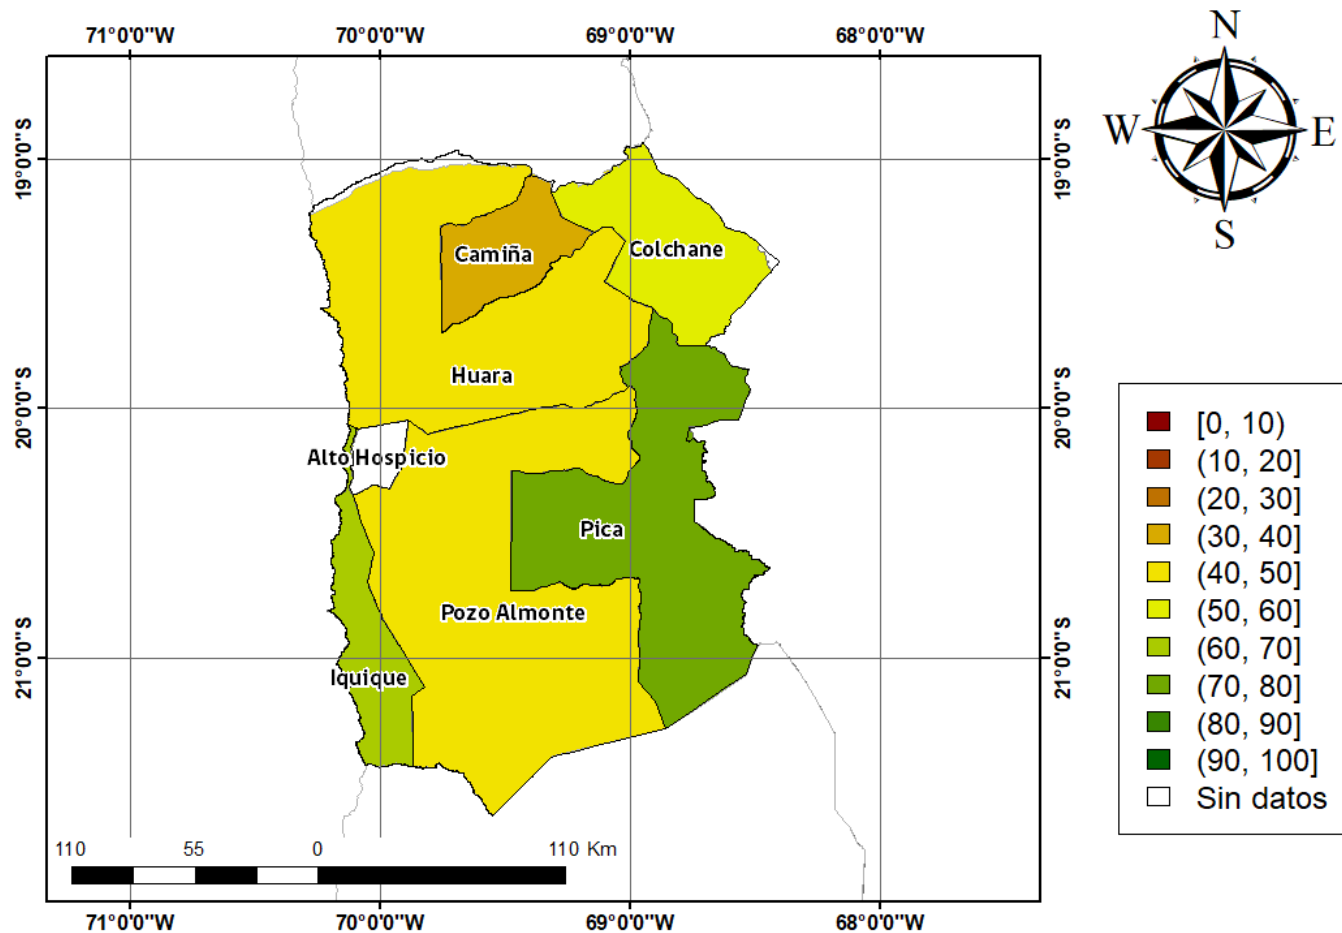 71°0'0"W 70°0'0"W 69°0'0"W 68°0'0"W
N
W E
S
19°0'0"S 19°0'0"S
Camiña
Colchane
Huara
20°0'0"S 20°0'0"S
Alto Hospicio
Pica
Pozo Almonte
21°0'0"S 21°0'0"S
Iquique
[0, 10)
(10, 20]
(20, 30]
(30, 40]
(40, 50]
(50, 60]
(60, 70]
(70, 80]
(80, 90]
(90, 100]
Sin datos
110 55 0 110 Km
71°0'0"W 70°0'0"W 69°0'0"W 68°0'0"W